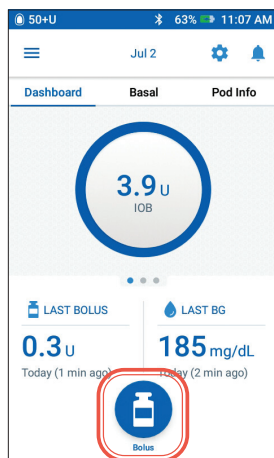 50+U 63% 11:07 AM
Jul 2
Dashboard Basal Pod Info
3.9 U
IOB
LAST BOLUS LAST BG
0.3 U 185 mg/dL
Today (1 min ago) Today (2 min ago)
Bolus